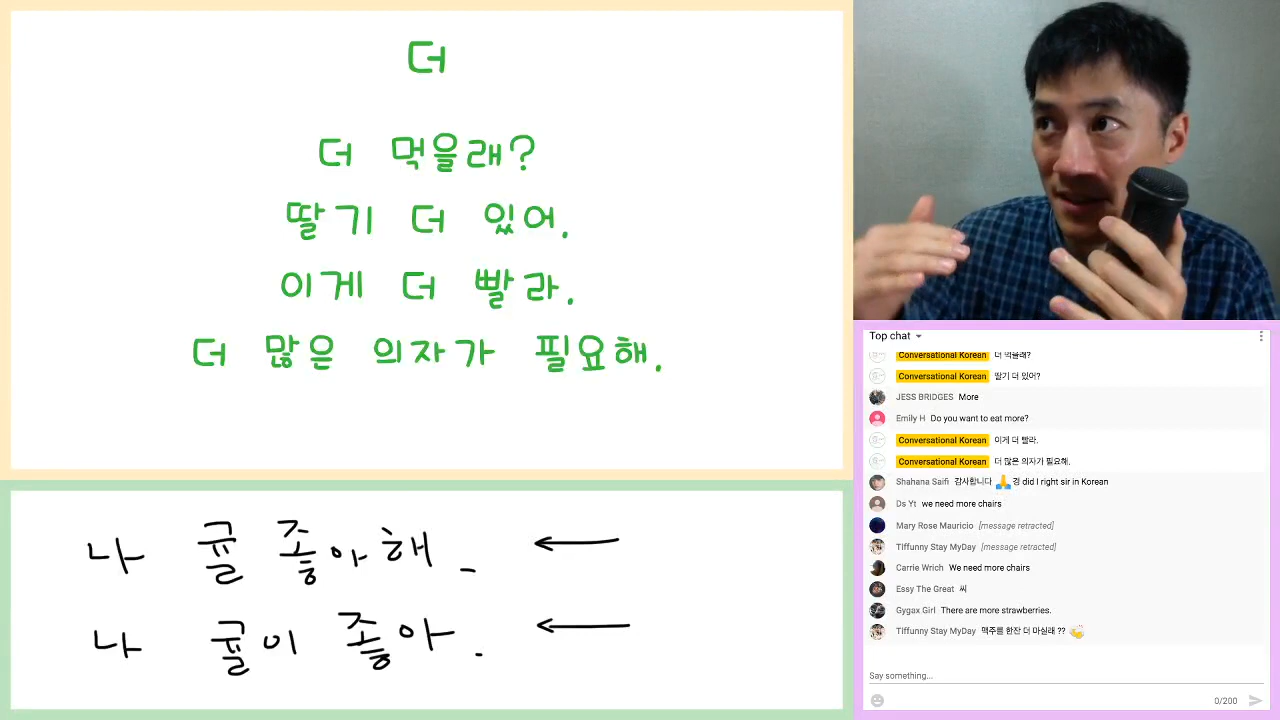 더
더 먹을래?
딸기 더 있어.
이게 더 빨라.
더 많은 의자가 필요해.
나 귤 좋아해.
나 귤이 좋아.
Top chat
Conversational Korean 더 먹을래?
Conversational Korean 딸기 더 있어?
JESS BRIDGES More
Emily H Do you want to eat more?
Conversational Korean 이게 더 빨라.
Conversational Korean 더 많은 의자가 필요해.
Shahana Saifi 감사합니다 🙏경 did I right sir in Korean
Ds Yt we need more chairs
Mary Rose Mauricio [message retracted]
TIffunny Stay MyDay [message retracted]
Carrie Wrich We need more chairs
Essy The Great 씨
Gygax Girl There are more strawberries.
TIffunny Stay MyDay 맥주를 한잔 더 마실래 ?? 🍻
Say something...
0/200